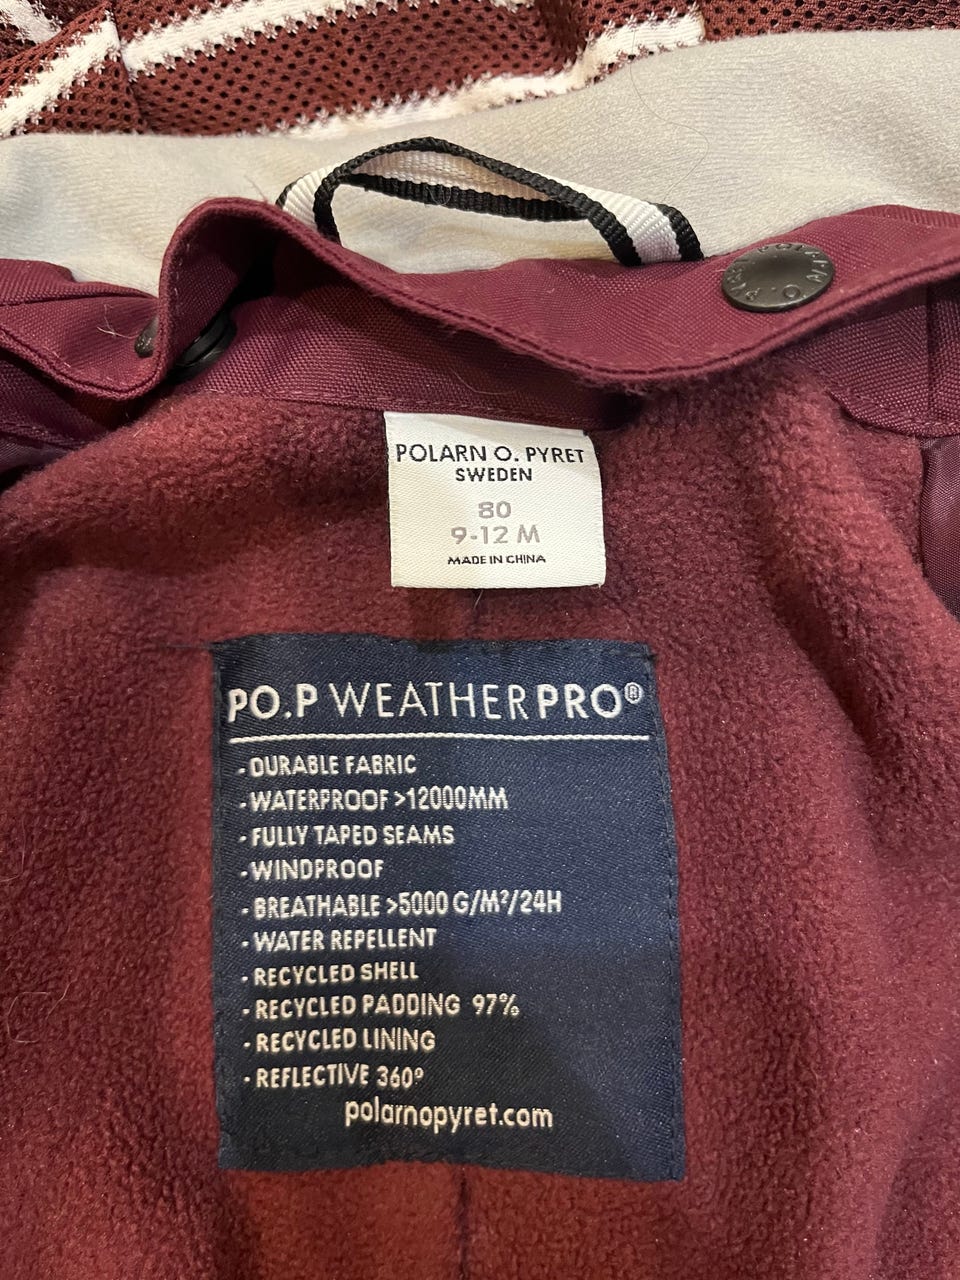 POLARN O. PYRET
SWEDEN
80
9-12 M
MADE IN CHINA
PO.P WEATHERPRO®
- DURABLE FABRIC
- WATERPROOF >12000MM
- FULLY TAPED SEAMS
- WINDPROOF
- BREATHABLE >5000 G/M²/24H
- WATER REPELLENT
- RECYCLED SHELL
- RECYCLED PADDING 97%
- RECYCLED LINING
- REFLECTIVE 360°
polarnopyret.com